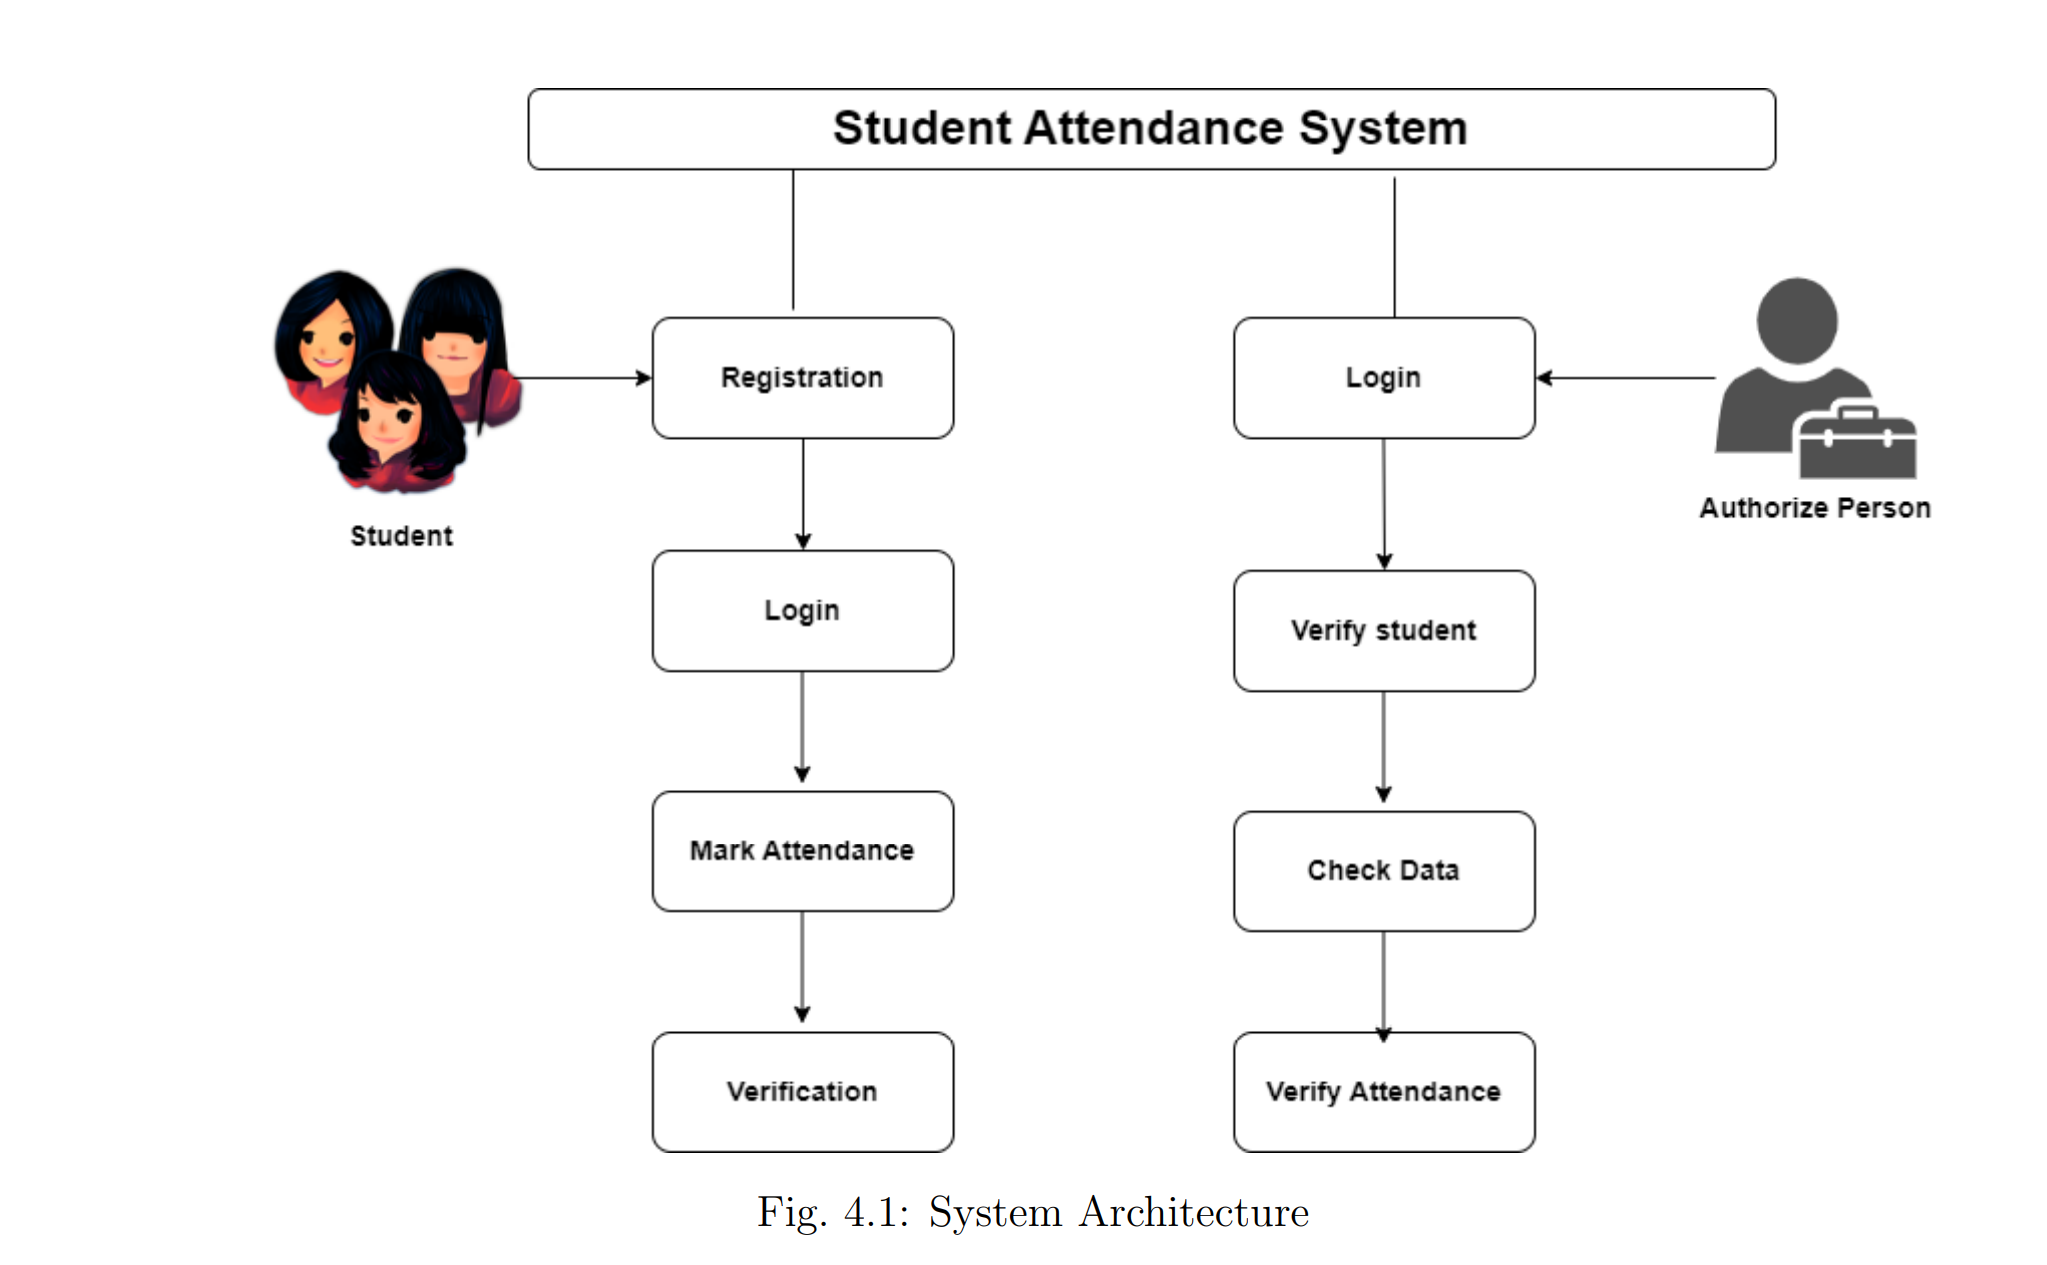 Student Attendance System
Registration
Login
Student
Authorize Person
Login
Verify student
Mark Attendance
Check Data
Verification
Verify Attendance
Fig. 4.1: System Architecture